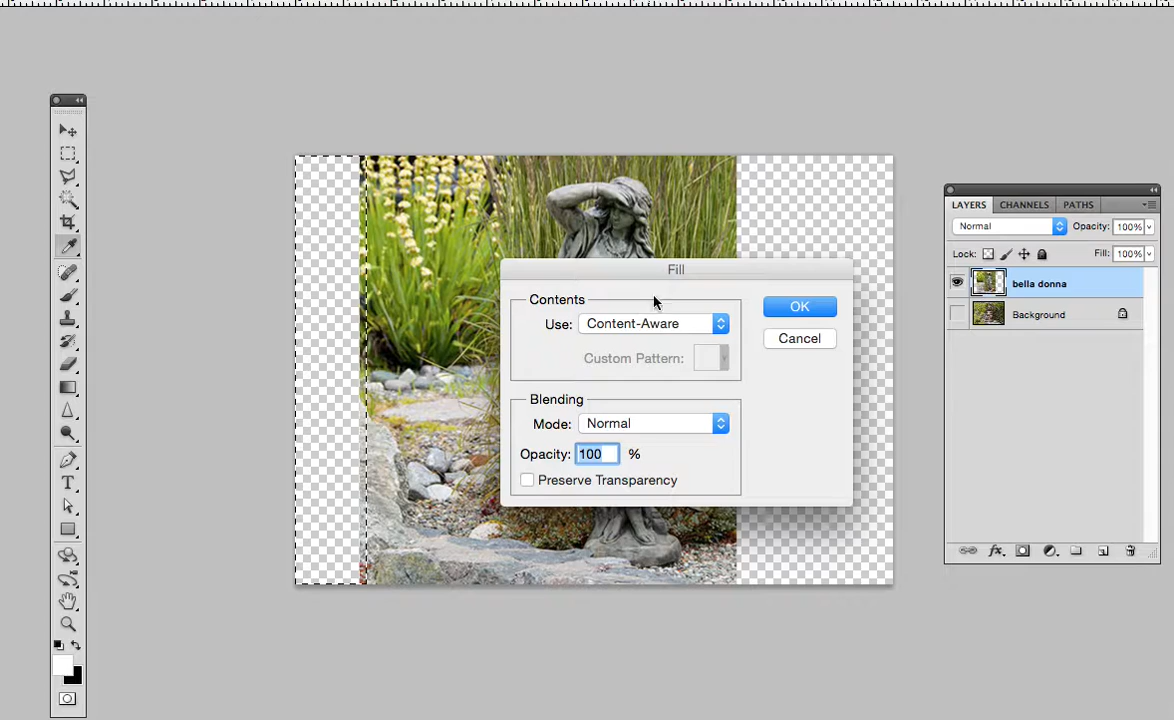 LAYERS CHANNELS PATHS
Normal Opacity: 100%
Lock: Fill: 100%
bella donna
Background
Fill
Contents
Use: Content-Aware
Custom Pattern:
OK
Cancel
Blending
Mode: Normal
Opacity: 100 %
Preserve Transparency